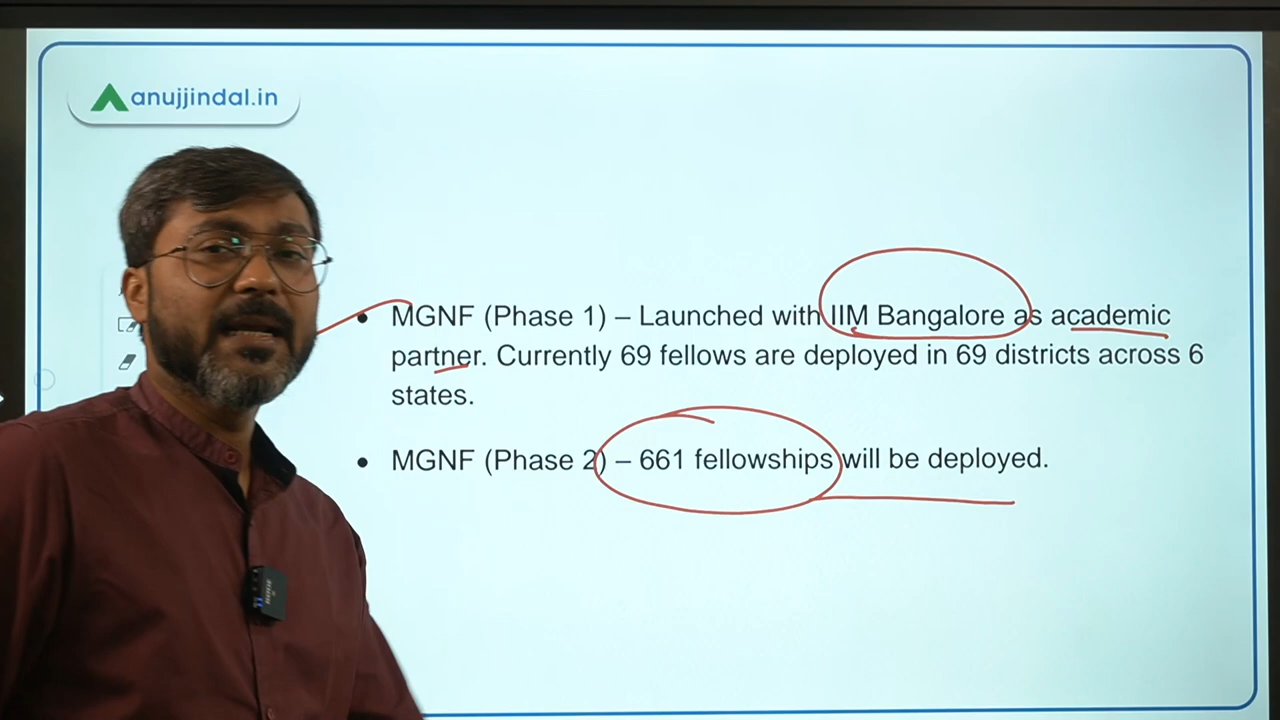 anujjindal.in
• MGNF (Phase 1) – Launched with IIM Bangalore as academic
partner. Currently 69 fellows are deployed in 69 districts across 6
states.
• MGNF (Phase 2) – 661 fellowships will be deployed.
RODE